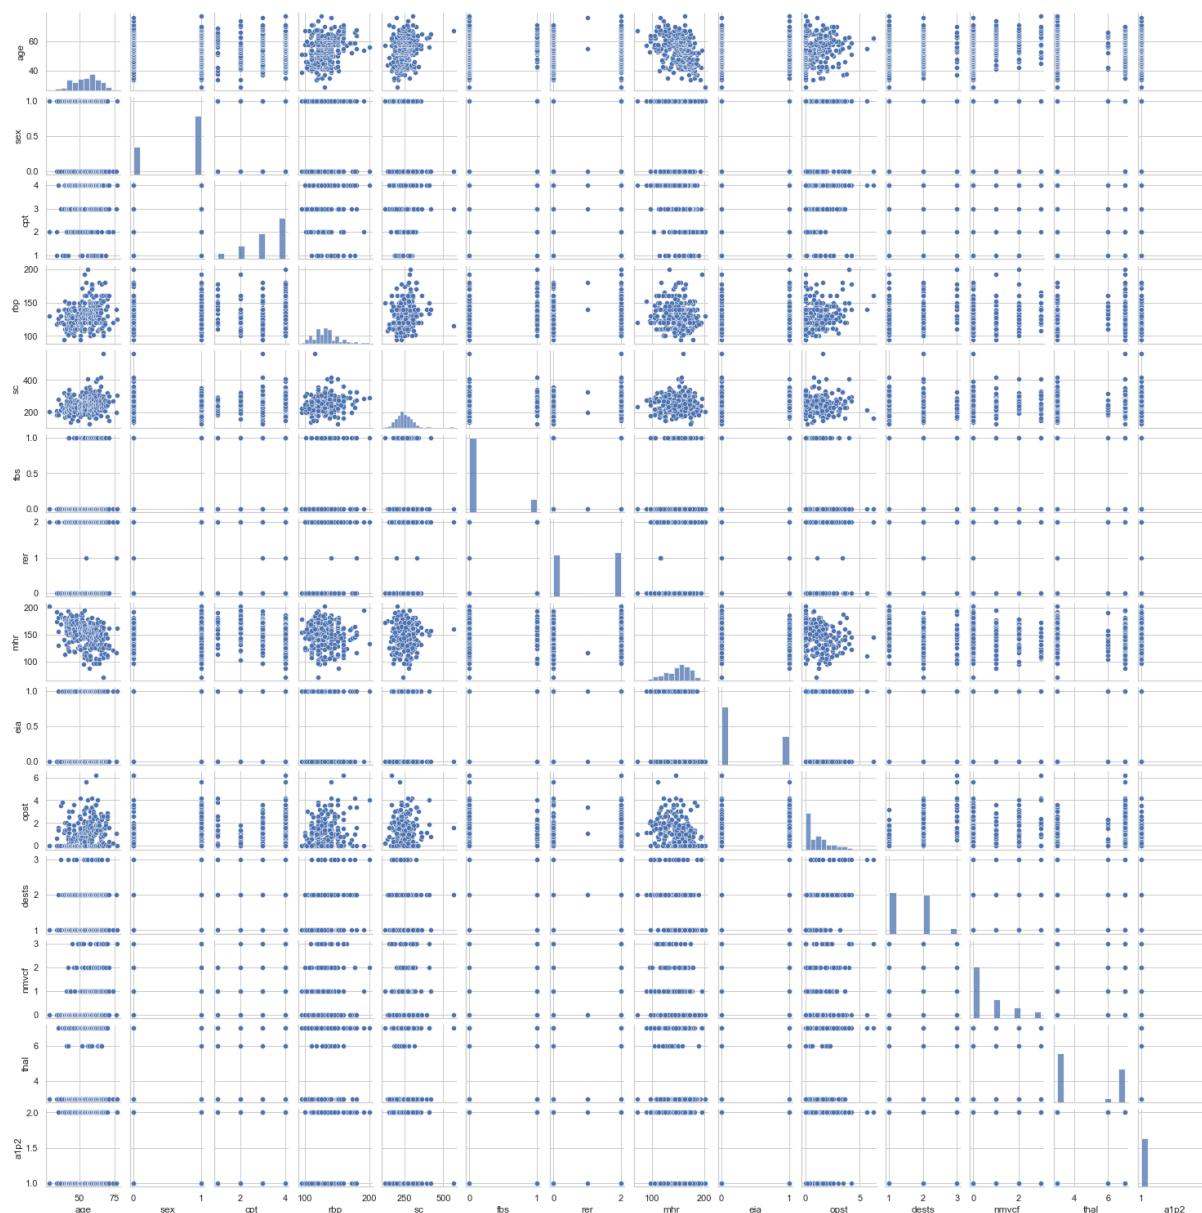 age
60
40
sex
1.0
0.5
0.0
cpt
4
3
2
1
rbp
200
150
100
sc
400
200
fbs
1.0
0.5
0.0
rer
2
1
0
mhr
200
150
100
eia
1.0
0.5
0.0
opst
6
4
2
0
dests
3
2
1
nmvcf
3
2
1
0
thal
6
4
a1p2
2.0
1.5
1.0
50 75 0 1 2 4 100 200 250 500 0 1 0 2 100 200 0 1 0 5 1 2 3 0 2 4 6 1
age sex cpt rbp sc fbs rer mhr eia opst dests nmvcf thal a1p2